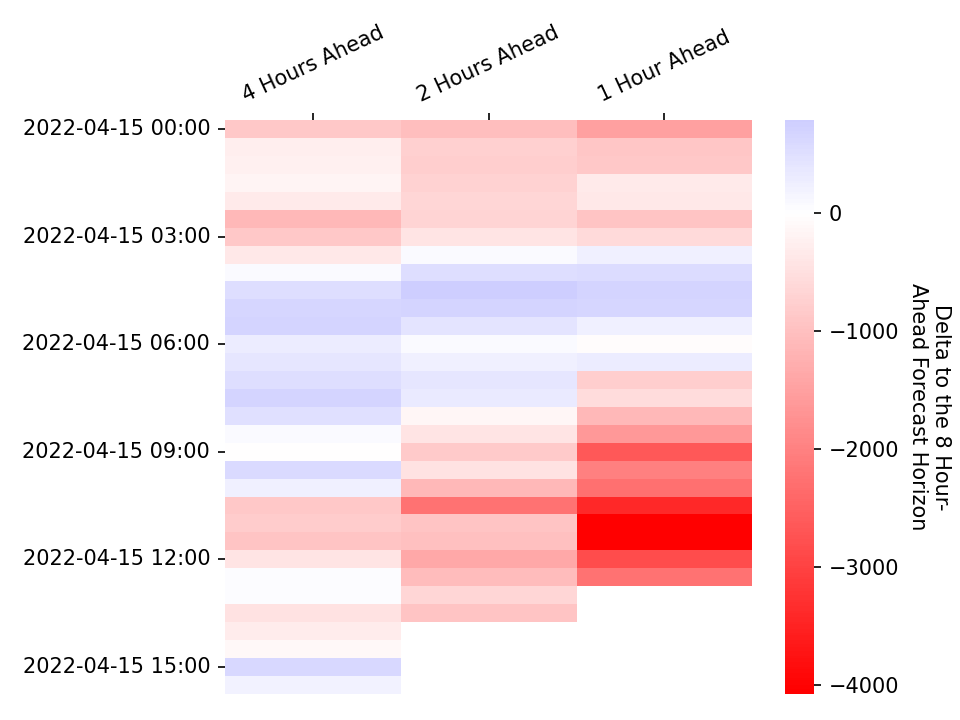 4 Hours Ahead
2 Hours Ahead
1 Hour Ahead
2022-04-15 00:00
2022-04-15 03:00
2022-04-15 06:00
2022-04-15 09:00
2022-04-15 12:00
2022-04-15 15:00
0
−1000
−2000
−3000
−4000
Delta to the 8 Hour-
Ahead Forecast Horizon